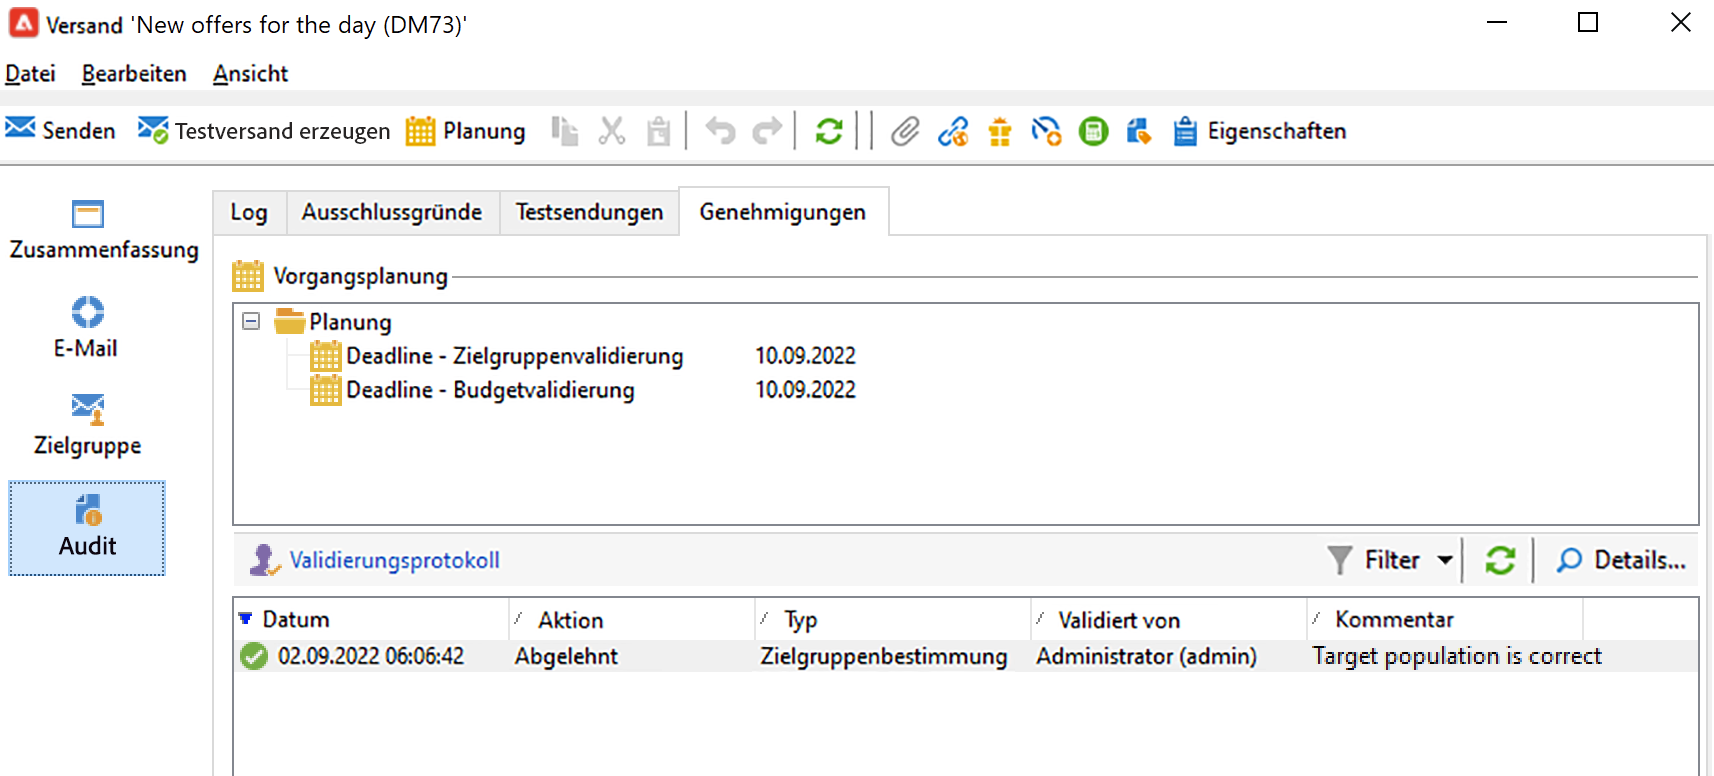 Versand 'New offers for the day (DM73)'
Datei Bearbeiten Ansicht
Senden Testversand erzeugen Planung Eigenschaften
Zusammenfassung
E-Mail
Zielgruppe
Audit
Log Ausschlussgründe Testsendungen Genehmigungen
Vorgangsplanung
Planung
Deadline - Zielgruppenvalidierung 10.09.2022
Deadline - Budgetvalidierung 10.09.2022
Validierungsprotokoll Filter Details...
Datum Aktion Typ Validiert von Kommentar
02.09.2022 06:06:42 Abgelehnt Zielgruppenbestimmung Administrator (admin) Target population is correct